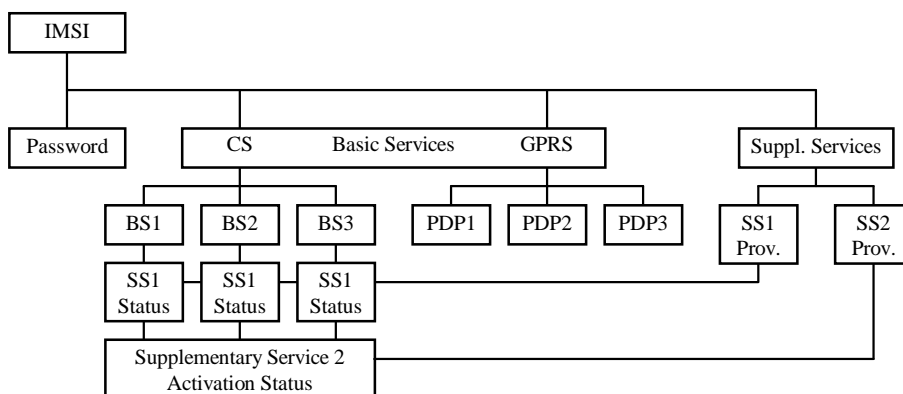 IMSI
Password
CS Basic Services GPRS
Suppl. Services
BS1
BS2
BS3
PDP1
PDP2
PDP3
SS1
Prov.
SS2
Prov.
SS1
Status
SS1
Status
SS1
Status
Supplementary Service 2
Activation Status